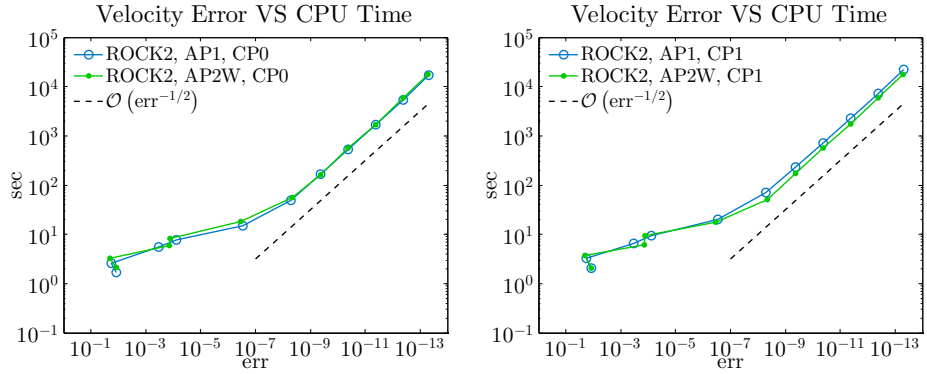 Velocity Error VS CPU Time
10^5
10^4
10^3
10^2
10^1
10^0
10^-1
sec
ROCK2, AP1, CP0
ROCK2, AP2W, CP0
O (err^-1/2)
10^-1 10^-3 10^-5 10^-7 10^-9 10^-11 10^-13
err
Velocity Error VS CPU Time
10^5
10^4
10^3
10^2
10^1
10^0
10^-1
sec
ROCK2, AP1, CP1
ROCK2, AP2W, CP1
O (err^-1/2)
10^-1 10^-3 10^-5 10^-7 10^-9 10^-11 10^-13
err